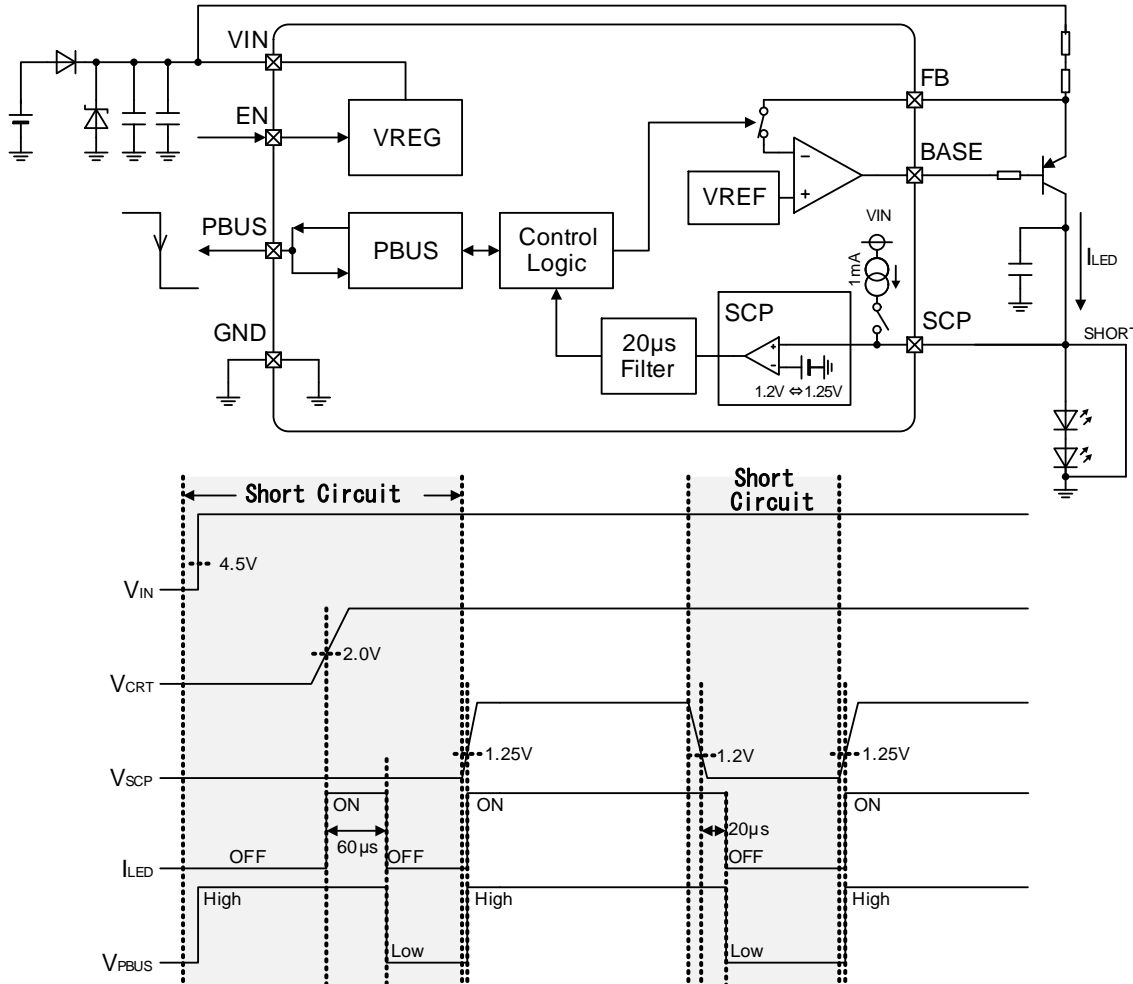 VIN
EN
VREG
FB
BASE
VREF
−
+
VIN
1mA
PBUS
PBUS
Control
Logic
ILED
GND
20µs
Filter
SCP
+
-
1.2V ⇔1.25V
SCP
SHORT
Short Circuit
Short
Circuit
VIN
4.5V
VCRT
2.0V
VSCP
1.25V
1.2V
1.25V
ILED
OFF
ON
60µs
OFF
ON
20µs
OFF
ON
VPBUS
High
Low
High
Low
High